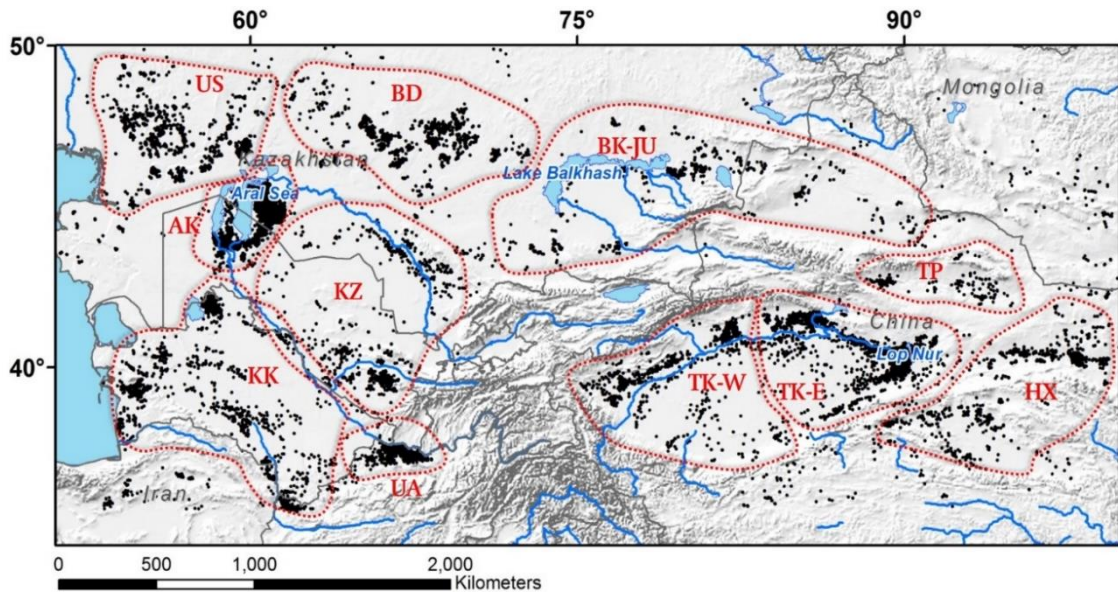 60° 75° 90°
50°
US
BD
Mongolia
BK-JU
Kazakhstan
Lake Balkhash
Aral Sea
AK
TP
KZ
China
40°
Lop Nur
KK
TK-W
TK-E
HX
UA
Iran
0 500 1,000 2,000
Kilometers